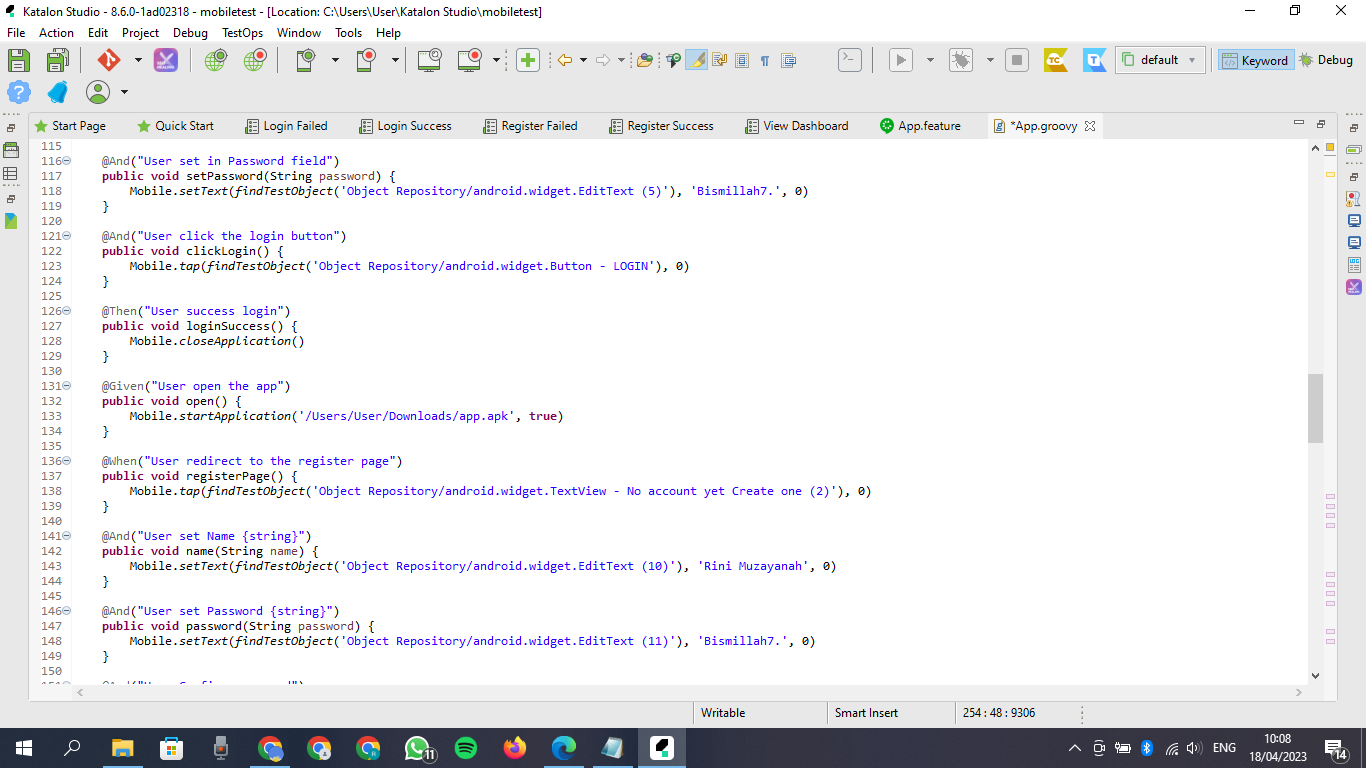 Katalon Studio - 8.6.0-1ad02318 - mobiletest - [Location: C:\Users\User\Katalon Studio\mobiletest]
File Action Edit Project Debug TestOps Window Tools Help
default Keyword Debug
Start Page Quick Start Login Failed Login Success Register Failed Register Success View Dashboard App.feature *App.groovy
115
116 @And("User set in Password field")
117 public void setPassword(String password) {
118 Mobile.setText(findTestObject('Object Repository/android.widget.EditText (5)'), 'Bismillah7.', 0)
119 }
120
121 @And("User click the login button")
122 public void clickLogin() {
123 Mobile.tap(findTestObject('Object Repository/android.widget.Button - LOGIN'), 0)
124 }
125
126 @Then("User success login")
127 public void loginSuccess() {
128 Mobile.closeApplication()
129 }
130
131 @Given("User open the app")
132 public void open() {
133 Mobile.startApplication('/Users/User/Downloads/app.apk', true)
134 }
135
136 @When("User redirect to the register page")
137 public void registerPage() {
138 Mobile.tap(findTestObject('Object Repository/android.widget.TextView - No account yet Create one (2)'), 0)
139 }
140
141 @And("User set Name {string}")
142 public void name(String name) {
143 Mobile.setText(findTestObject('Object Repository/android.widget.EditText (10)'), 'Rini Muzayanah', 0)
144 }
145
146 @And("User set Password {string}")
147 public void password(String password) {
148 Mobile.setText(findTestObject('Object Repository/android.widget.EditText (11)'), 'Bismillah7.', 0)
149 }
150
Writable Smart Insert 254 : 48 : 9306
11 ENG 10:08
18/04/2023 14